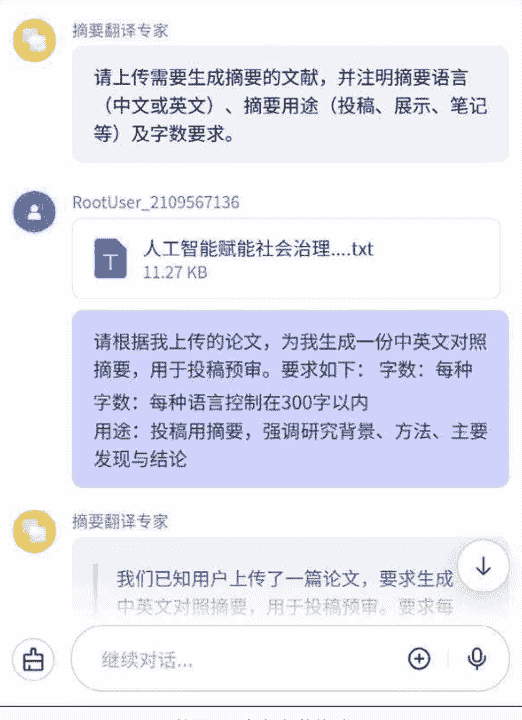 摘要翻译专家
请上传需要生成摘要的文献，并注明摘要语言
（中文或英文）、摘要用途（投稿、展示、笔记
等）及字数要求。
RootUser_2109567136
人工智能赋能社会治理....txt
11.27 KB
请根据我上传的论文，为我生成一份中英文对照
摘要，用于投稿预审。要求如下： 字数：每种
字数：每种语言控制在300字以内
用途：投稿用摘要，强调研究背景、方法、主要
发现与结论
摘要翻译专家
我们已知用户上传了一篇论文，要求生成
中英文对照摘要，用于投稿预审。要求每
继续对话...